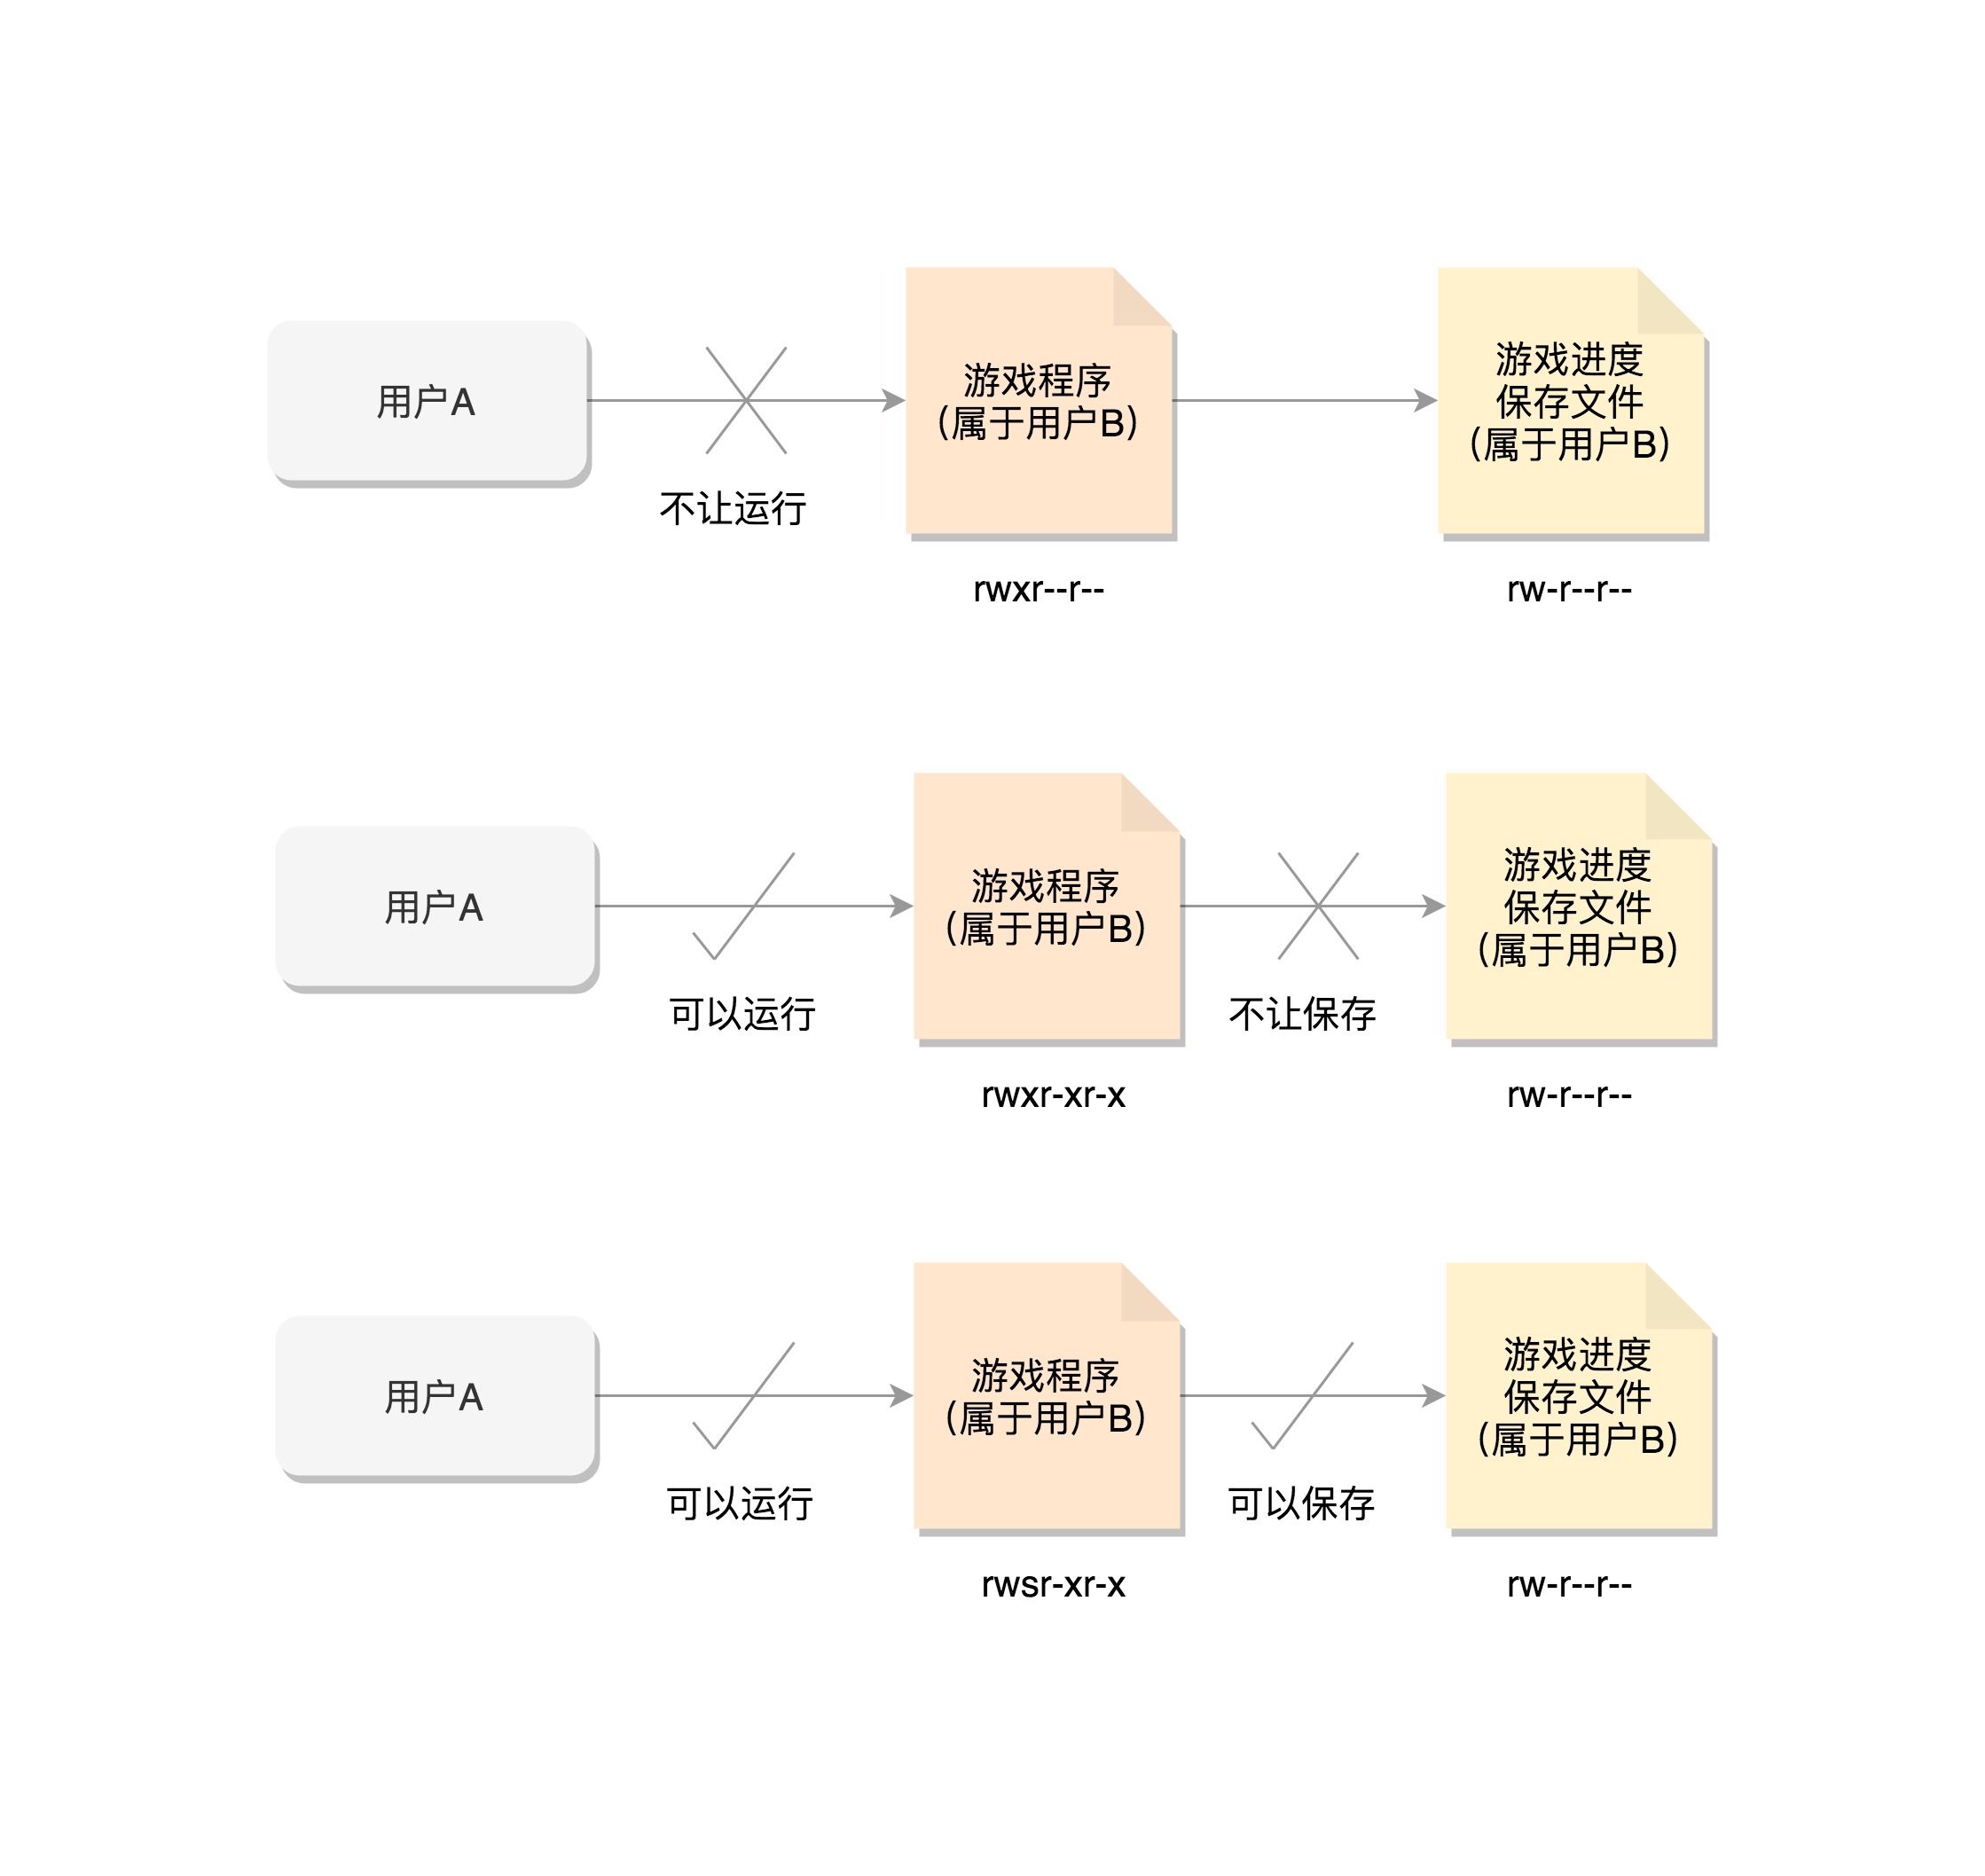 用户A
不让运行
游戏程序
(属于用户B)
rwxr--r--
游戏进度
保存文件
(属于用户B)
rw-r--r--
用户A
可以运行
游戏程序
(属于用户B)
rwxr-xr-x
不让保存
游戏进度
保存文件
(属于用户B)
rw-r--r--
用户A
可以运行
游戏程序
(属于用户B)
rwsr-xr-x
可以保存
游戏进度
保存文件
(属于用户B)
rw-r--r--